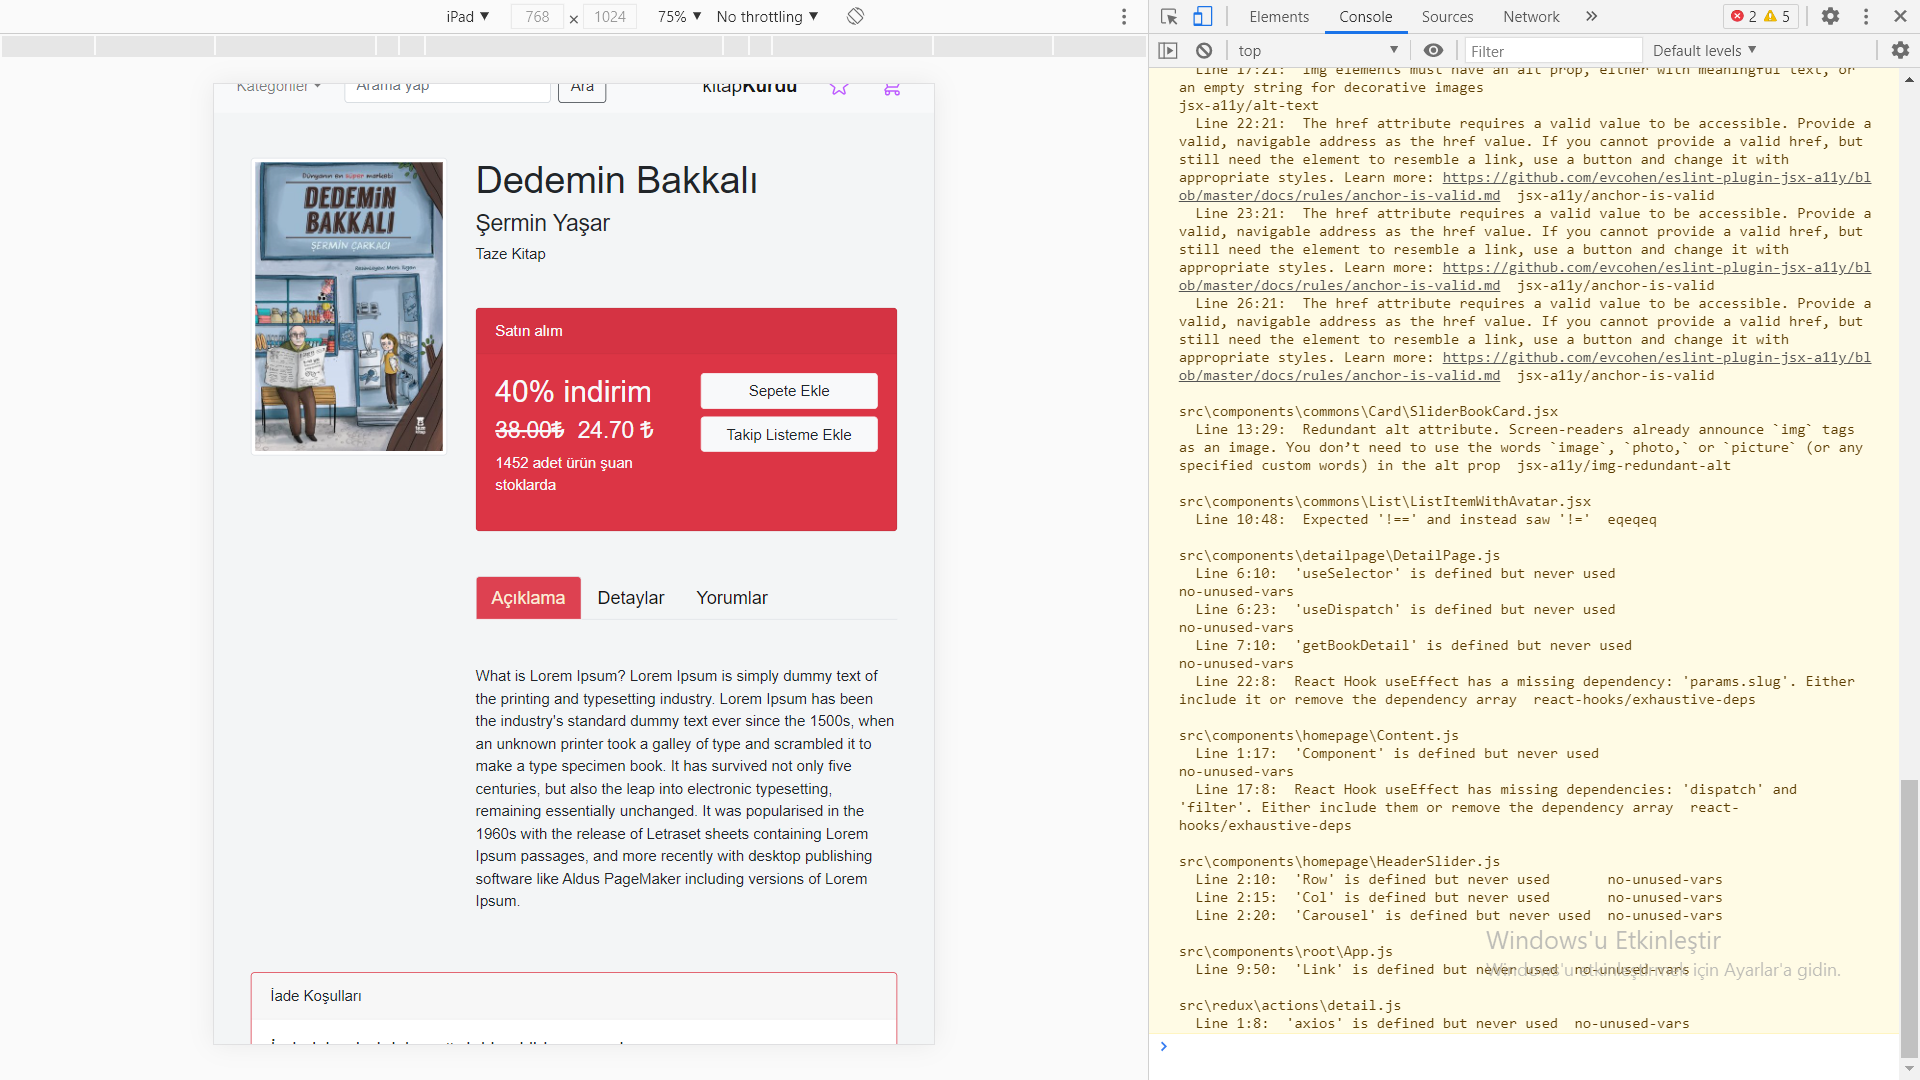 iPad ▼ 768 × 1024 75% ▼ No throttling ▼
Kategoriler Arama yap Ara kitapKurdu
Dünyanın en süper marketi
DEDEMİN
BAKKALI
ŞERMİN ÇARKACI
Dedemin Bakkalı
Şermin Yaşar
Taze Kitap
Satın alım
40% indirim
38.00₺ 24.70 ₺
1452 adet ürün şuan
stoklarda
Sepete Ekle
Takip Listeme Ekle
Açıklama Detaylar Yorumlar
What is Lorem Ipsum? Lorem Ipsum is simply dummy text of
the printing and typesetting industry. Lorem Ipsum has been
the industry's standard dummy text ever since the 1500s, when
an unknown printer took a galley of type and scrambled it to
make a type specimen book. It has survived not only five
centuries, but also the leap into electronic typesetting,
remaining essentially unchanged. It was popularised in the
1960s with the release of Letraset sheets containing Lorem
Ipsum passages, and more recently with desktop publishing
software like Aldus PageMaker including versions of Lorem
Ipsum.
İade Koşulları
Elements Console Sources Network » 2 5
top ▼ Filter Default levels ▼
Line 17:21: img elements must have an alt prop, either with meaningful text, or
an empty string for decorative images
jsx-a11y/alt-text
Line 22:21: The href attribute requires a valid value to be accessible. Provide a
valid, navigable address as the href value. If you cannot provide a valid href, but
still need the element to resemble a link, use a button and change it with
appropriate styles. Learn more: https://github.com/evcohen/eslint-plugin-jsx-a11y/bl
ob/master/docs/rules/anchor-is-valid.md jsx-a11y/anchor-is-valid
Line 23:21: The href attribute requires a valid value to be accessible. Provide a
valid, navigable address as the href value. If you cannot provide a valid href, but
still need the element to resemble a link, use a button and change it with
appropriate styles. Learn more: https://github.com/evcohen/eslint-plugin-jsx-a11y/bl
ob/master/docs/rules/anchor-is-valid.md jsx-a11y/anchor-is-valid
Line 26:21: The href attribute requires a valid value to be accessible. Provide a
valid, navigable address as the href value. If you cannot provide a valid href, but
still need the element to resemble a link, use a button and change it with
appropriate styles. Learn more: https://github.com/evcohen/eslint-plugin-jsx-a11y/bl
ob/master/docs/rules/anchor-is-valid.md jsx-a11y/anchor-is-valid
src\components\commons\Card\SliderBookCard.jsx
Line 13:29: Redundant alt attribute. Screen-readers already announce `img` tags
as an image. You don’t need to use the words `image`, `photo,` or `picture` (or any
specified custom words) in the alt prop jsx-a11y/img-redundant-alt
src\components\commons\List\ListItemWithAvatar.jsx
Line 10:48: Expected '!==' and instead saw '!=' eqeqeq
src\components\detailpage\DetailPage.js
Line 6:10: 'useSelector' is defined but never used
no-unused-vars
Line 6:23: 'useDispatch' is defined but never used
no-unused-vars
Line 7:10: 'getBookDetail' is defined but never used
no-unused-vars
Line 22:8: React Hook useEffect has a missing dependency: 'params.slug'. Either
include it or remove the dependency array react-hooks/exhaustive-deps
src\components\homepage\Content.js
Line 1:17: 'Component' is defined but never used
no-unused-vars
Line 17:8: React Hook useEffect has missing dependencies: 'dispatch' and
'filter'. Either include them or remove the dependency array react-
hooks/exhaustive-deps
src\components\homepage\HeaderSlider.js
Line 2:10: 'Row' is defined but never used no-unused-vars
Line 2:15: 'Col' is defined but never used no-unused-vars
Line 2:20: 'Carousel' is defined but never used no-unused-vars
src\components\root\App.js
Line 9:50: 'Link' is defined but never used no-unused-vars
src\redux\actions\detail.js
Line 1:8: 'axios' is defined but never used no-unused-vars
Windows'u Etkinleştir
Windows'u etkinleştirmek için Ayarlar'a gidin.